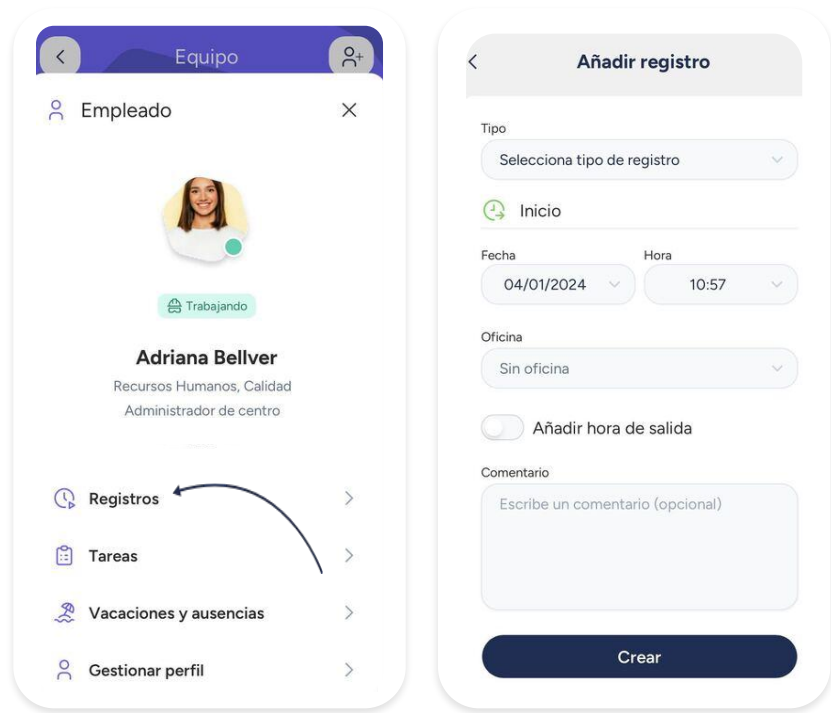 Equipo
Empleado
Trabajando
Adriana Bellver
Recursos Humanos, Calidad
Administrador de centro
Registros
Tareas
Vacaciones y ausencias
Gestionar perfil
Añadir registro
Tipo
Selecciona tipo de registro
Inicio
Fecha Hora
04/01/2024 10:57
Oficina
Sin oficina
Añadir hora de salida
Comentario
Escribe un comentario (opcional)
Crear